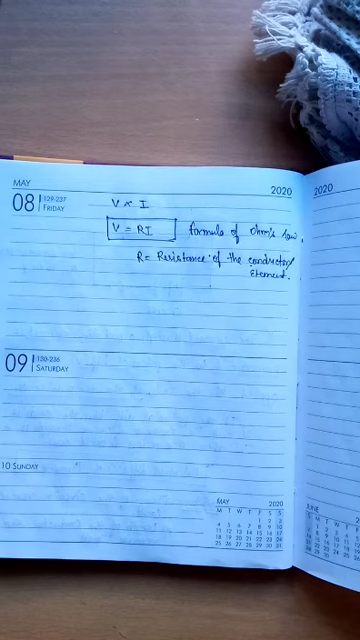 MAY 2020
08 129-237
FRIDAY
V ∝ I
V = RI formula of ohm's law.
R = Resistance of the conductor/
Element.
09 130-236
SATURDAY
10 SUNDAY
MAY 2020
M T W T F S S
1 2 3
4 5 6 7 8 9 10
11 12 13 14 15 16 17
18 19 20 21 22 23 24
25 26 27 28 29 30 31
2020
JUNE